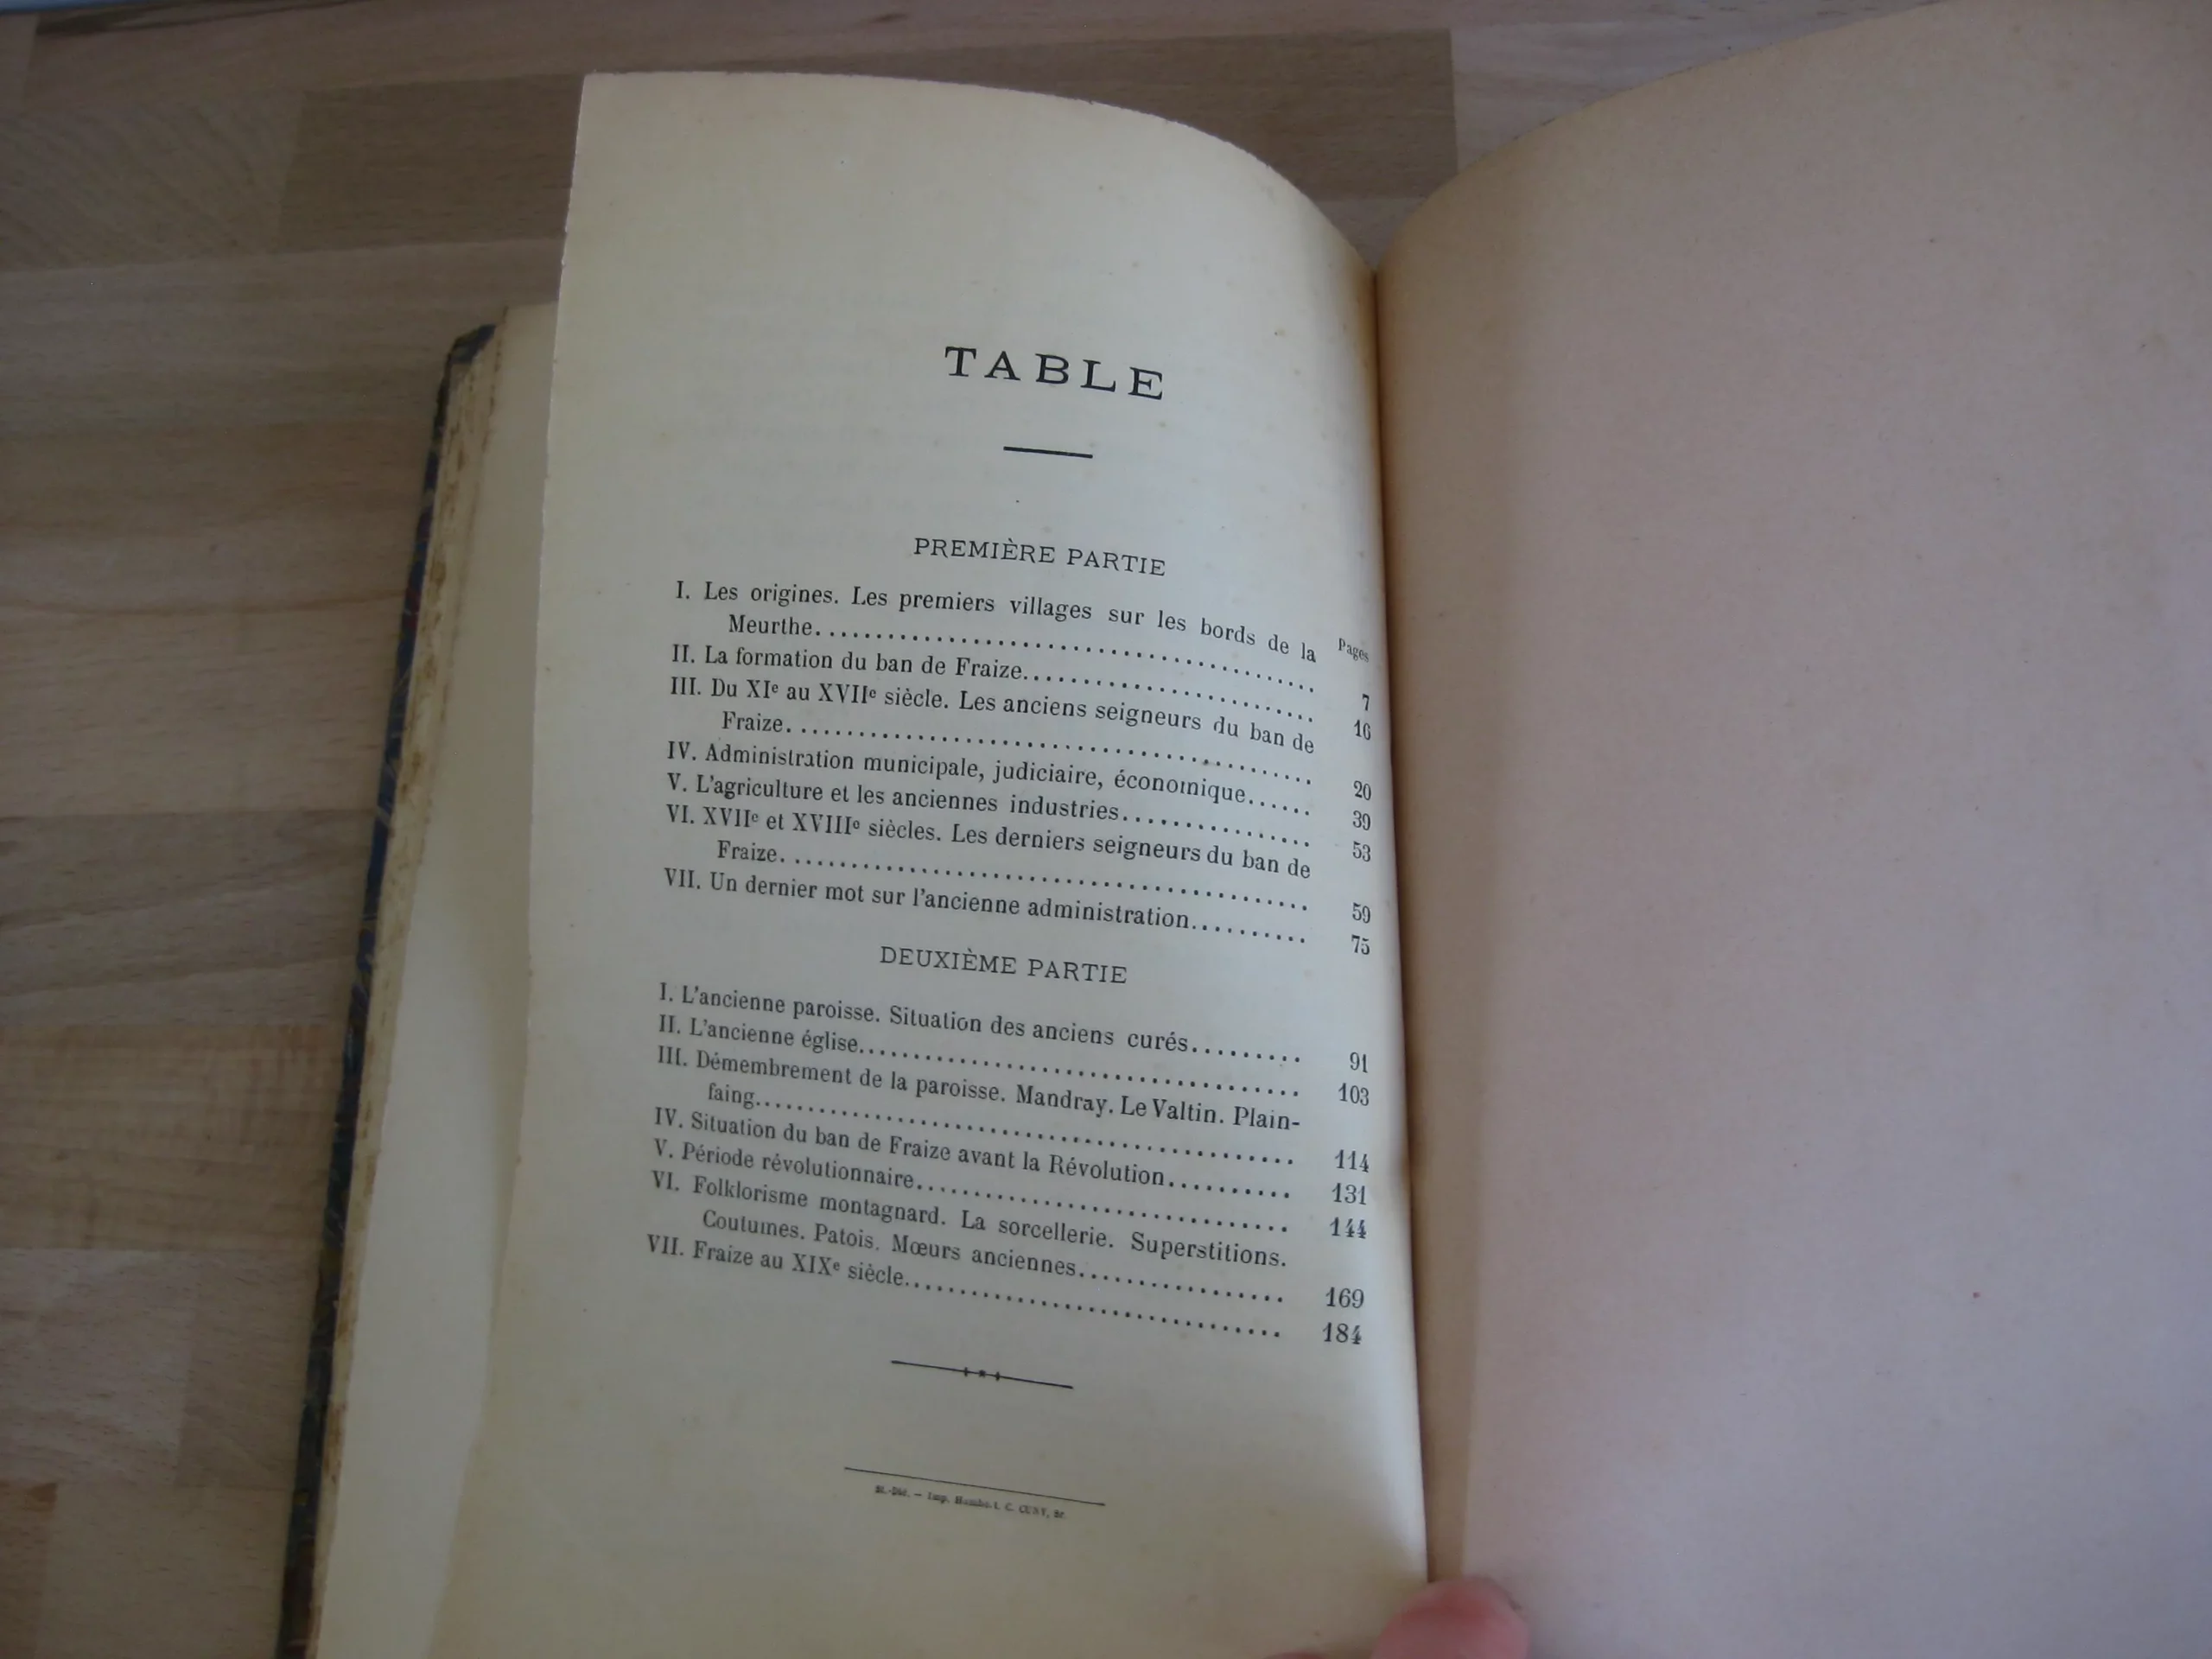 TABLE
PREMIÈRE PARTIE
Pages
I. Les origines. Les premiers villages sur les bords de la
Meurthe........................................ 7
II. La formation du ban de Fraize........................ 16
III. Du XIe au XVIIe siècle. Les anciens seigneurs du ban de
Fraize........................................ 20
IV. Administration municipale, judiciaire, économique...... 39
V. L'agriculture et les anciennes industries................ 53
VI. XVIIe et XVIIIe siècles. Les derniers seigneurs du ban de
Fraize........................................ 59
VII. Un dernier mot sur l'ancienne administration.......... 75
DEUXIÈME PARTIE
I. L'ancienne paroisse. Situation des anciens curés......... 91
II. L'ancienne église.................................... 103
III. Démembrement de la paroisse. Mandray. Le Valtin. Plain-
faing........................................ 114
IV. Situation du ban de Fraize avant la Révolution.......... 131
V. Période révolutionnaire.............................. 144
VI. Folklorisme montagnard. La sorcellerie. Superstitions.
Coutumes. Patois. Mœurs anciennes................. 169
VII. Fraize au XIXe siècle............................... 184
St.-Dié. — Imp. C. CUNY,